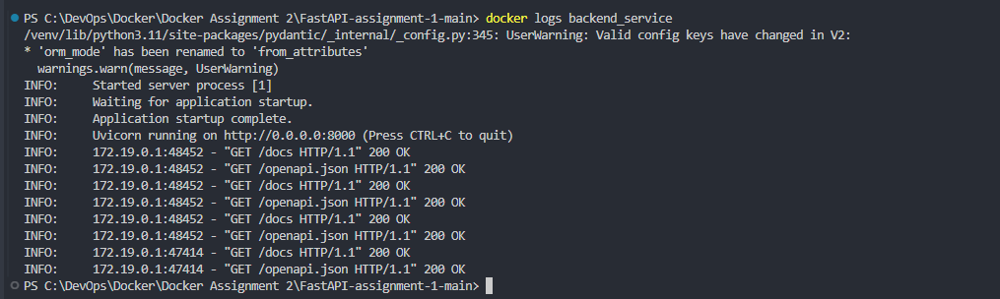 PS C:\DevOps\Docker\Docker Assignment 2\FastAPI-assignment-1-main> docker logs backend_service
/venv/lib/python3.11/site-packages/pydantic/_internal/_config.py:345: UserWarning: Valid config keys have changed in V2:
* 'orm_mode' has been renamed to 'from_attributes'
  warnings.warn(message, UserWarning)
INFO:     Started server process [1]
INFO:     Waiting for application startup.
INFO:     Application startup complete.
INFO:     Uvicorn running on http://0.0.0.0:8000 (Press CTRL+C to quit)
INFO:     172.19.0.1:48452 - "GET /docs HTTP/1.1" 200 OK
INFO:     172.19.0.1:48452 - "GET /openapi.json HTTP/1.1" 200 OK
INFO:     172.19.0.1:48452 - "GET /docs HTTP/1.1" 200 OK
INFO:     172.19.0.1:48452 - "GET /openapi.json HTTP/1.1" 200 OK
INFO:     172.19.0.1:48452 - "GET /docs HTTP/1.1" 200 OK
INFO:     172.19.0.1:48452 - "GET /openapi.json HTTP/1.1" 200 OK
INFO:     172.19.0.1:47414 - "GET /docs HTTP/1.1" 200 OK
INFO:     172.19.0.1:47414 - "GET /openapi.json HTTP/1.1" 200 OK
PS C:\DevOps\Docker\Docker Assignment 2\FastAPI-assignment-1-main>